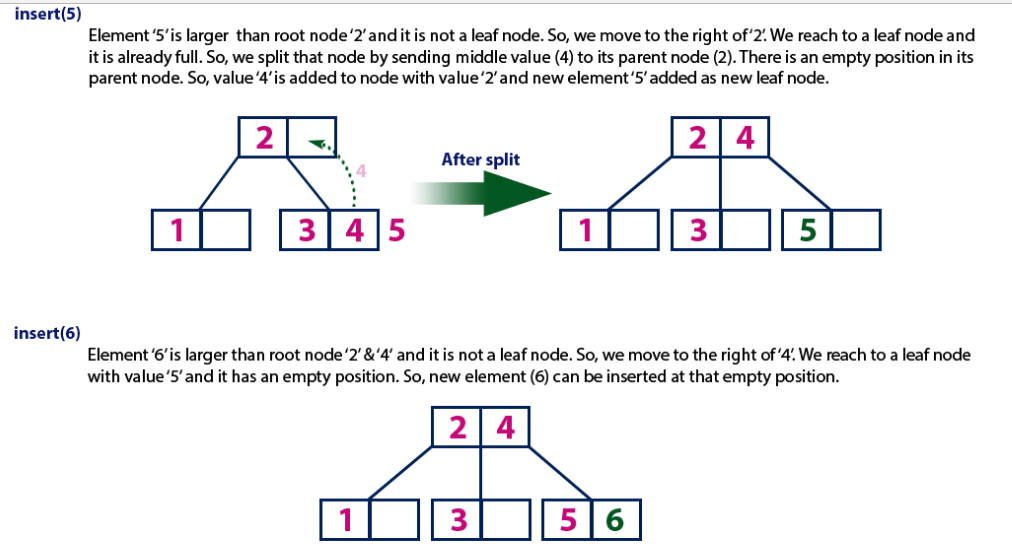 insert(5)
Element ‘5’ is larger than root node ‘2’ and it is not a leaf node. So, we move to the right of ‘2’. We reach to a leaf node and
it is already full. So, we split that node by sending middle value (4) to its parent node (2). There is an empty position in its
parent node. So, value ‘4’ is added to node with value ‘2’ and new element ‘5’ added as new leaf node.
2
4
After split
2 4
1
3 4 5
1
3
5
insert(6)
Element ‘6’ is larger than root node ‘2’ & ‘4’ and it is not a leaf node. So, we move to the right of ‘4’. We reach to a leaf node
with value ‘5’ and it has an empty position. So, new element (6) can be inserted at that empty position.
2 4
1
3
5 6